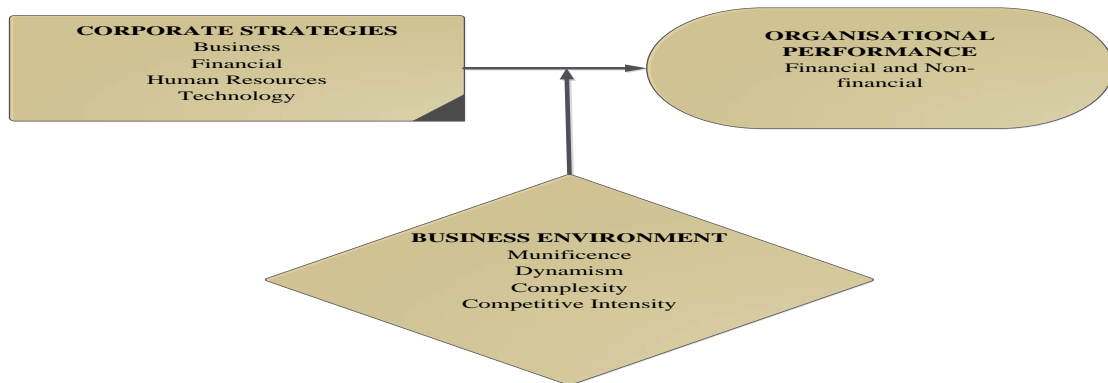 CORPORATE STRATEGIES
Business
Financial
Human Resources
Technology
ORGANISATIONAL
PERFORMANCE
Financial and Non-
financial
BUSINESS ENVIRONMENT
Munificence
Dynamism
Complexity
Competitive Intensity